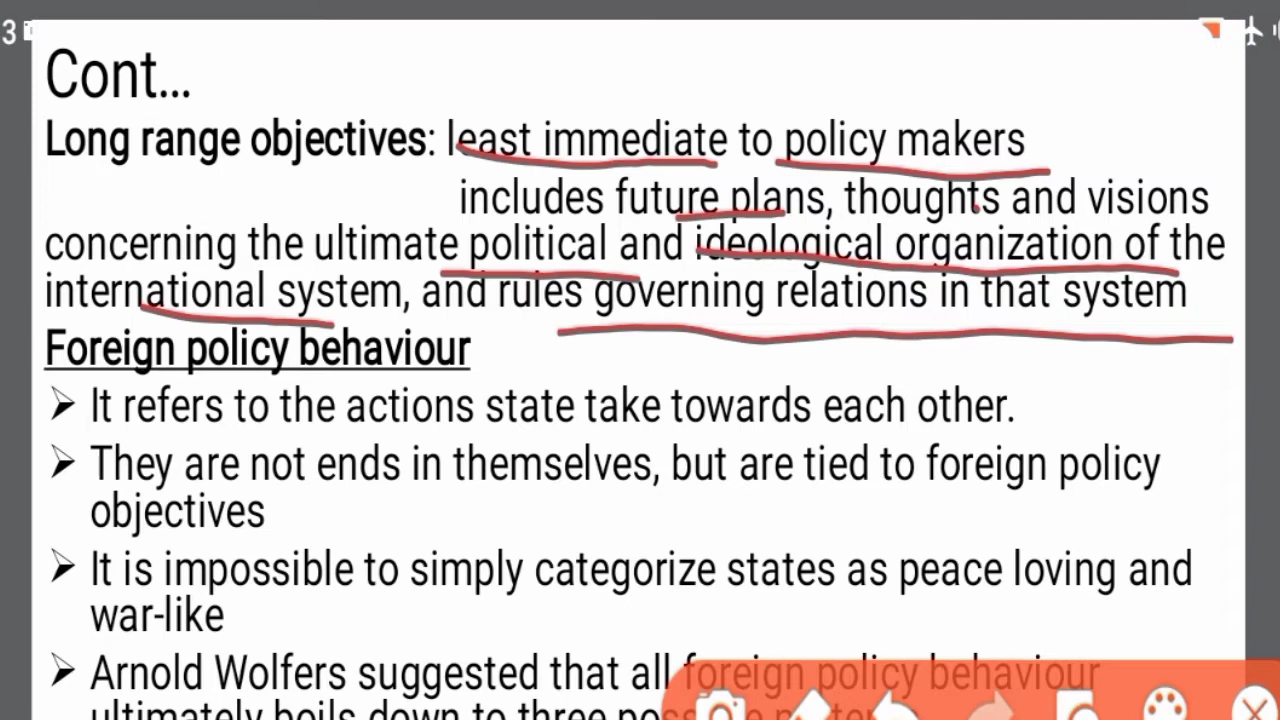 3
Cont...
Long range objectives: least immediate to policy makers
includes future plans, thoughts and visions
concerning the ultimate political and ideological organization of the
international system, and rules governing relations in that system
Foreign policy behaviour
➢ It refers to the actions state take towards each other.
➢ They are not ends in themselves, but are tied to foreign policy
objectives
➢ It is impossible to simply categorize states as peace loving and
war-like
➢ Arnold Wolfers suggested that all foreign policy behaviour
ultimately boils down to three possible